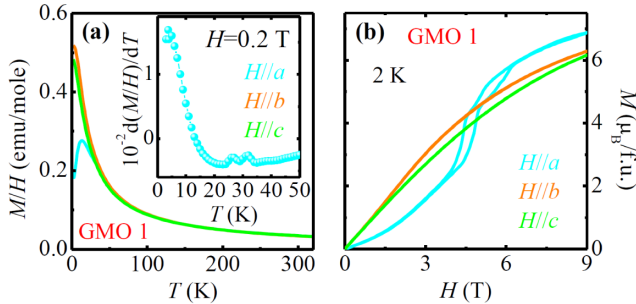 (a)
H=0.2 T
H//a
H//b
H//c
GMO 1
M/H (emu/mole)
0.6
0.4
0.2
0.0
0 100 200 300
T (K)
10⁻² d(M/H)/dT
1
0
0 10 20 30 40 50
T (K)
(b)
GMO 1
2 K
H//a
H//b
H//c
M (μB/f.u.)
6
4
2
0
0 3 6 9
H (T)